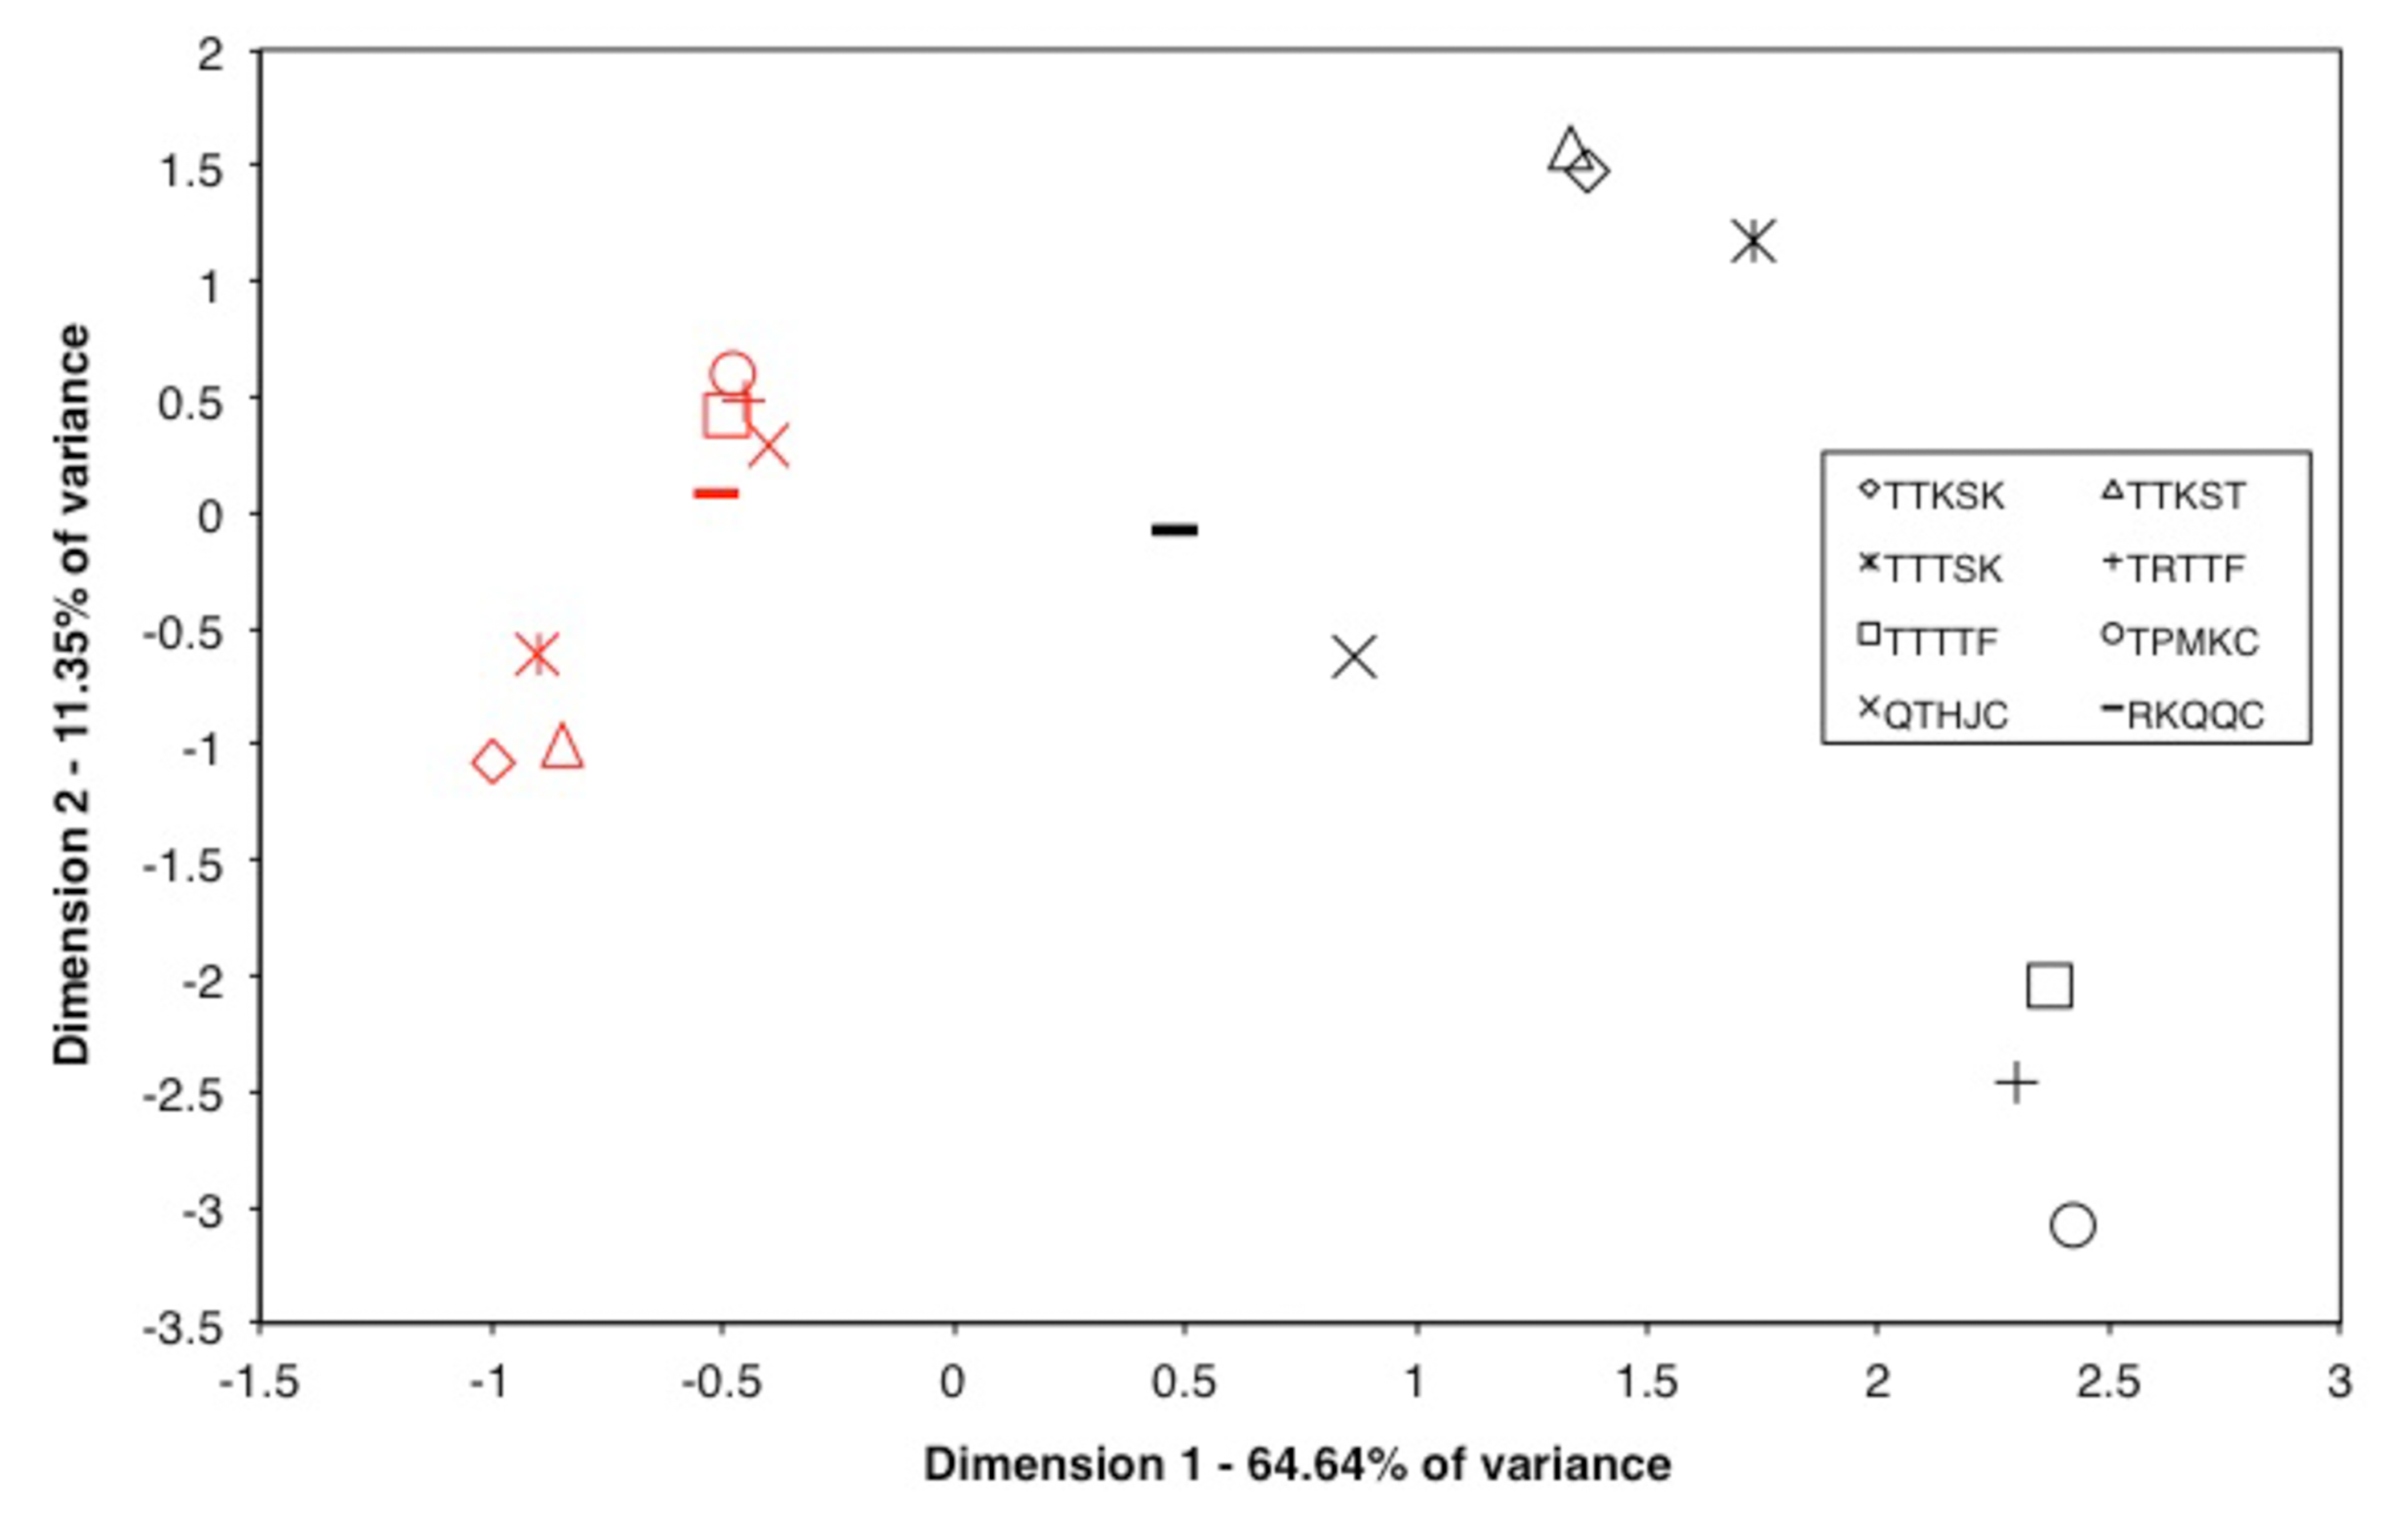 2
1.5
1
0.5
0
-0.5
-1
-1.5
-2
-2.5
-3
-3.5
Dimension 2 - 11.35% of variance
TTKSK TTKST
TTTSK TRTTF
TTTTF TPMKC
QTHJC RKQQC
-1.5 -1 -0.5 0 0.5 1 1.5 2 2.5 3
Dimension 1 - 64.64% of variance